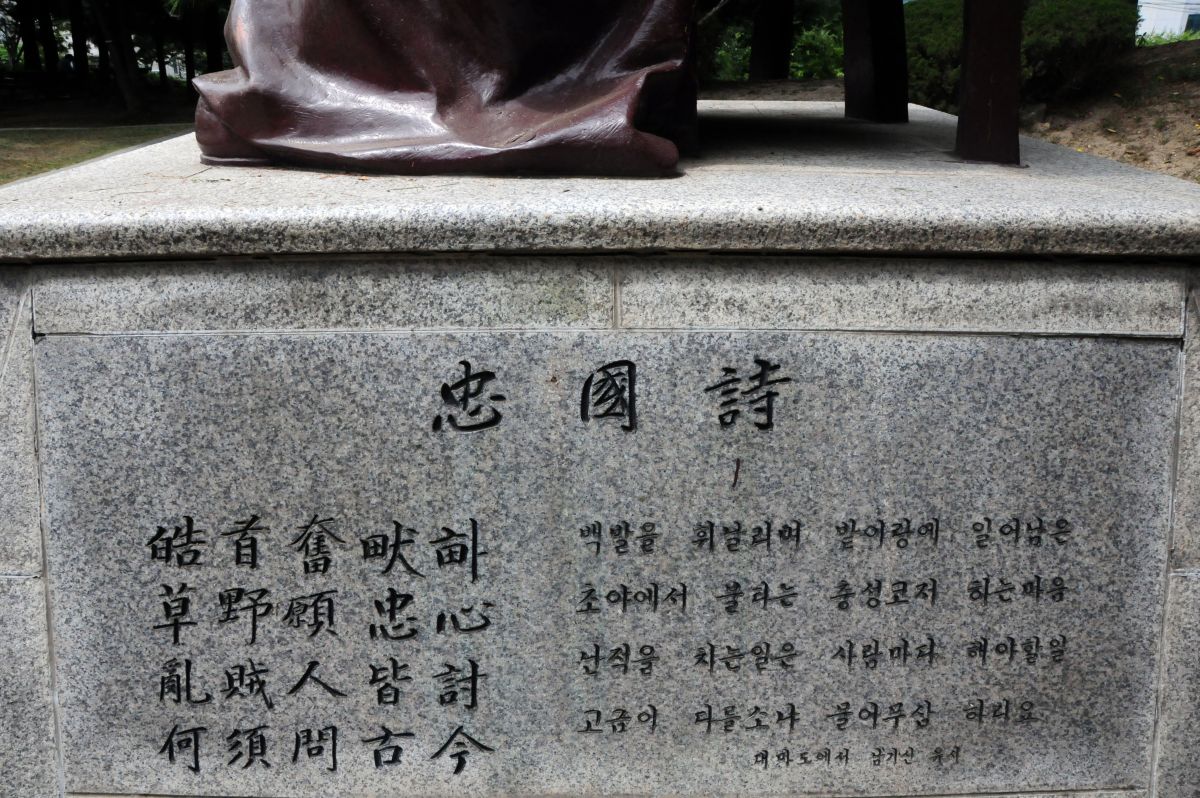 忠國詩
皓首奮畎畝
草野願忠心
亂賊人皆討
何須問古今
백발을 휘날리며 밭이랑에 일어남은
초야에서 불타는 충성코저 하는마음
난적을 치는일은 사람마다 해야할일
고금이 다를소냐 물어무삼 하리요
대마도에서 남기신 유시